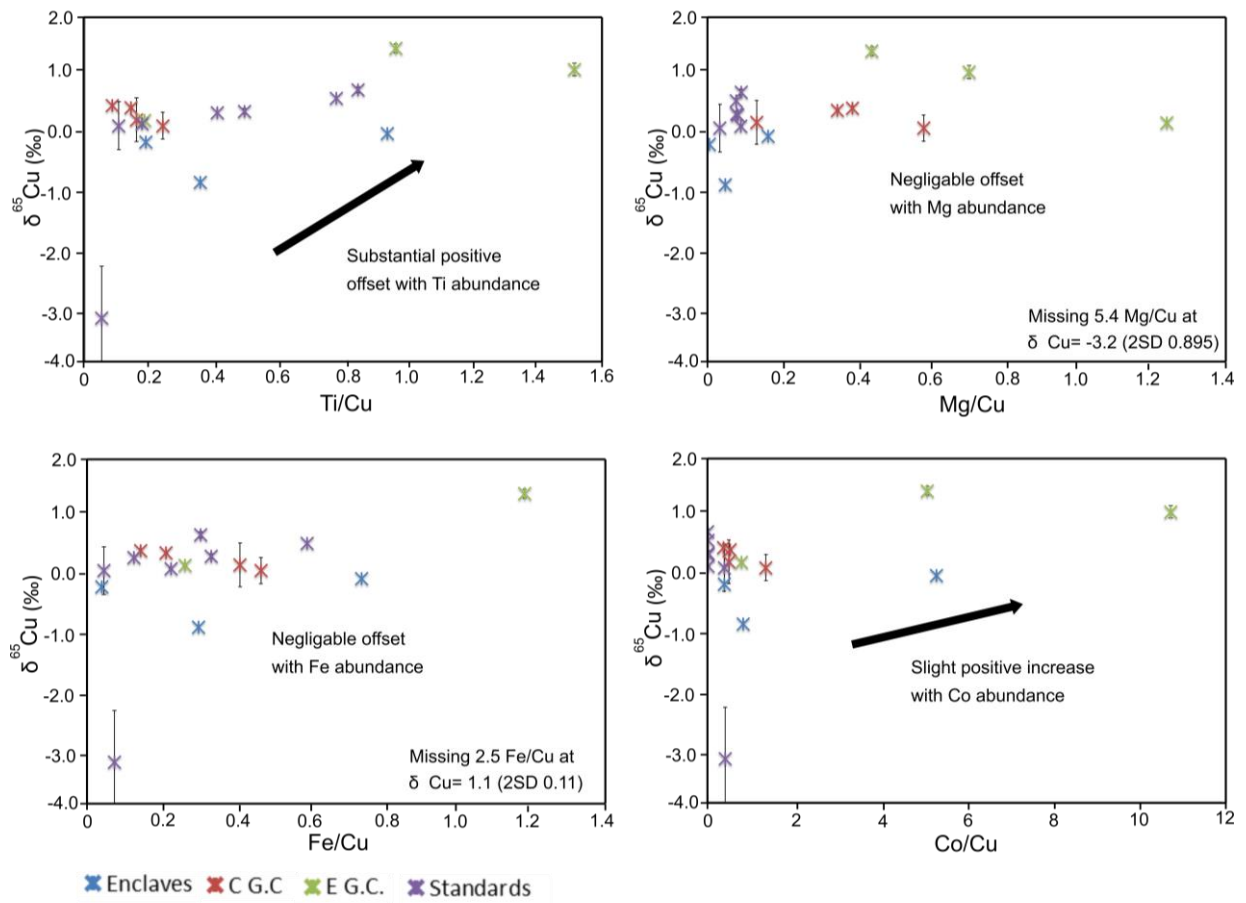 2.0
1.0
0.0
-1.0
-2.0
-3.0
-4.0
δ⁶⁵Cu (‰)
Substantial positive
offset with Ti abundance
0 0.2 0.4 0.6 0.8 1.0 1.2 1.4 1.6
Ti/Cu
2.0
1.0
0.0
-1.0
-2.0
-3.0
-4.0
δ⁶⁵Cu (‰)
Negligable offset
with Mg abundance
Missing 5.4 Mg/Cu at
δ Cu= -3.2 (2SD 0.895)
0 0.2 0.4 0.6 0.8 1.0 1.2 1.4
Mg/Cu
2.0
1.0
0.0
-1.0
-2.0
-3.0
-4.0
δ⁶⁵Cu (‰)
Negligable offset
with Fe abundance
Missing 2.5 Fe/Cu at
δ Cu= 1.1 (2SD 0.11)
0 0.2 0.4 0.6 0.8 1.0 1.2 1.4
Fe/Cu
2.0
1.0
0.0
-1.0
-2.0
-3.0
-4.0
δ⁶⁵Cu (‰)
Slight positive increase
with Co abundance
0 2 4 6 8 10 12
Co/Cu
Enclaves C G.C E G.C. Standards